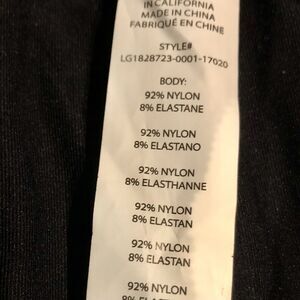 IN CALIFORNIA
MADE IN CHINA
FABRIQUÉ EN CHINE
STYLE#
LG1828723-0001-17020
BODY:
92% NYLON
8% ELASTANE
92% NYLON
8% ELASTANO
92% NYLON
8% ELASTHANNE
92% NYLON
8% ELASTAN
92% NYLON
8% ELASTAN
92% NYLON